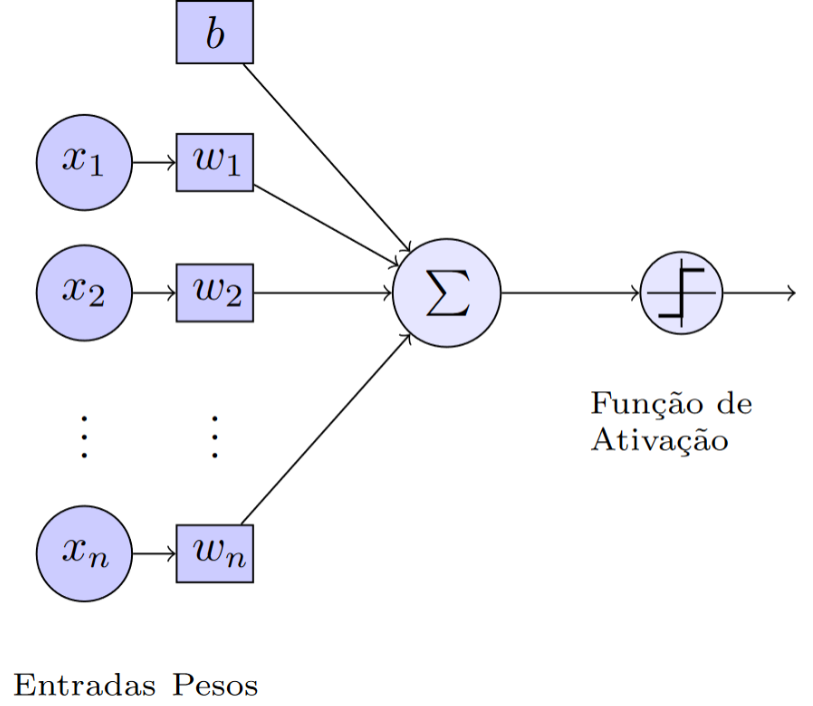 b
x₁ w₁
x₂ w₂ Σ
⋮ ⋮
xₙ wₙ
Função de
Ativação
Entradas Pesos